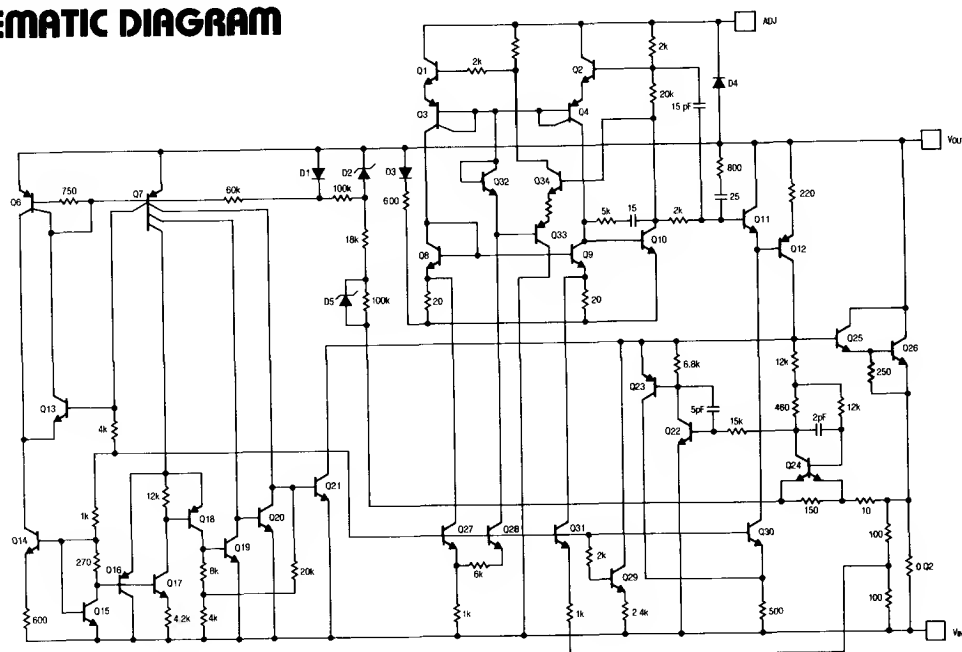 EMATIC DIAGRAM
ADJ
Q1
2k
Q2
2k
D4
20k
15 pF
Q3
Q4
VOU
Q6
750
Q7
60k
D1
D2
D3
100k
600
Q32
Q34
800
25
220
5k
15
2k
Q11
18k
Q33
Q10
Q12
Q8
Q9
D5
100k
20
20
Q25
Q26
6.8k
12k
250
Q23
Q13
5pF
460
12k
4k
15k
2pF
Q22
Q24
Q21
12k
150
10
1k
Q18
Q20
Q27
Q28
Q31
Q30
100
Q14
Q19
270
Q16
Q17
8k
20k
6k
2k
Q29
0 Q2
600
Q15
4.2k
4k
1k
1k
2 4k
500
100